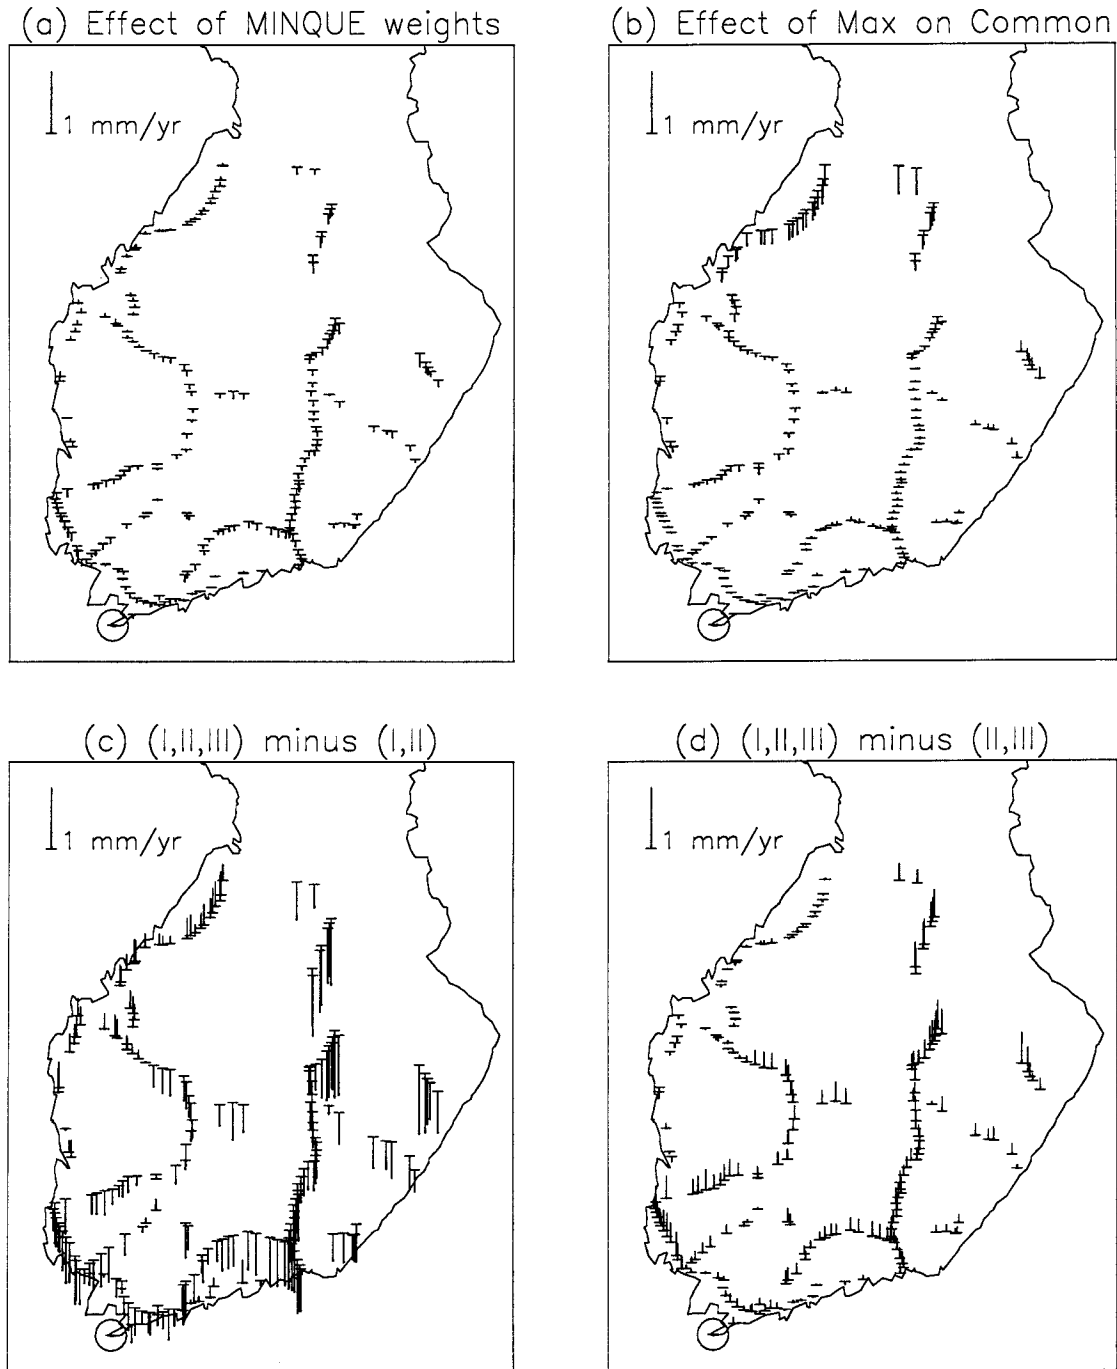 (a) Effect of MINQUE weights
1 mm/yr
(b) Effect of Max on Common
1 mm/yr
(c) (I,II,III) minus (I,II)
1 mm/yr
(d) (I,II,III) minus (II,III)
1 mm/yr